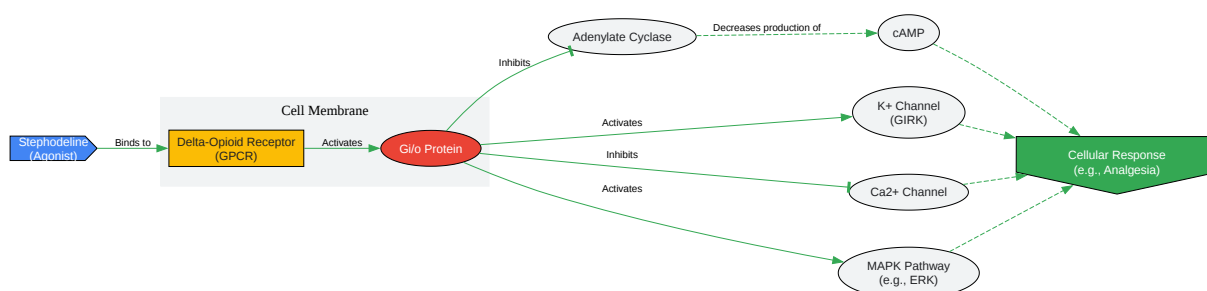 Adenylate Cyclase
Decreases production of
cAMP
Inhibits
Cell Membrane
K+ Channel
(GIRK)
Stephodeline
(Agonist)
Binds to
Delta-Opioid Receptor
(GPCR)
Activates
Gi/o Protein
Activates
Inhibits
Cellular Response
(e.g., Analgesia)
Ca2+ Channel
Activates
MAPK Pathway
(e.g., ERK)